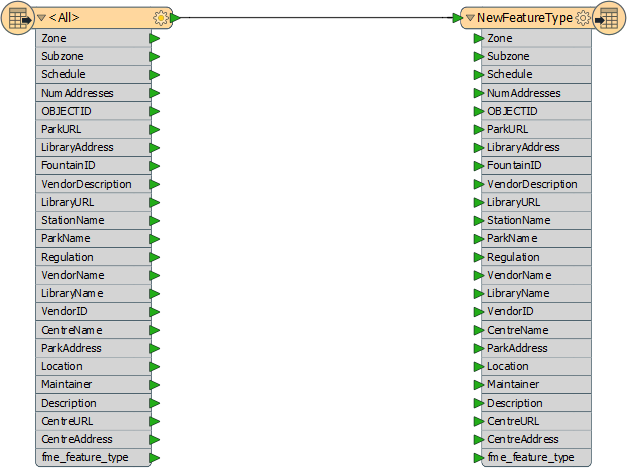 <All>
Zone
Subzone
Schedule
NumAddresses
OBJECTID
ParkURL
LibraryAddress
FountainID
VendorDescription
LibraryURL
StationName
ParkName
Regulation
VendorName
LibraryName
VendorID
CentreName
ParkAddress
Location
Maintainer
Description
CentreURL
CentreAddress
fme_feature_type
NewFeatureType
Zone
Subzone
Schedule
NumAddresses
OBJECTID
ParkURL
LibraryAddress
FountainID
VendorDescription
LibraryURL
StationName
ParkName
Regulation
VendorName
LibraryName
VendorID
CentreName
ParkAddress
Location
Maintainer
Description
CentreURL
CentreAddress
fme_feature_type